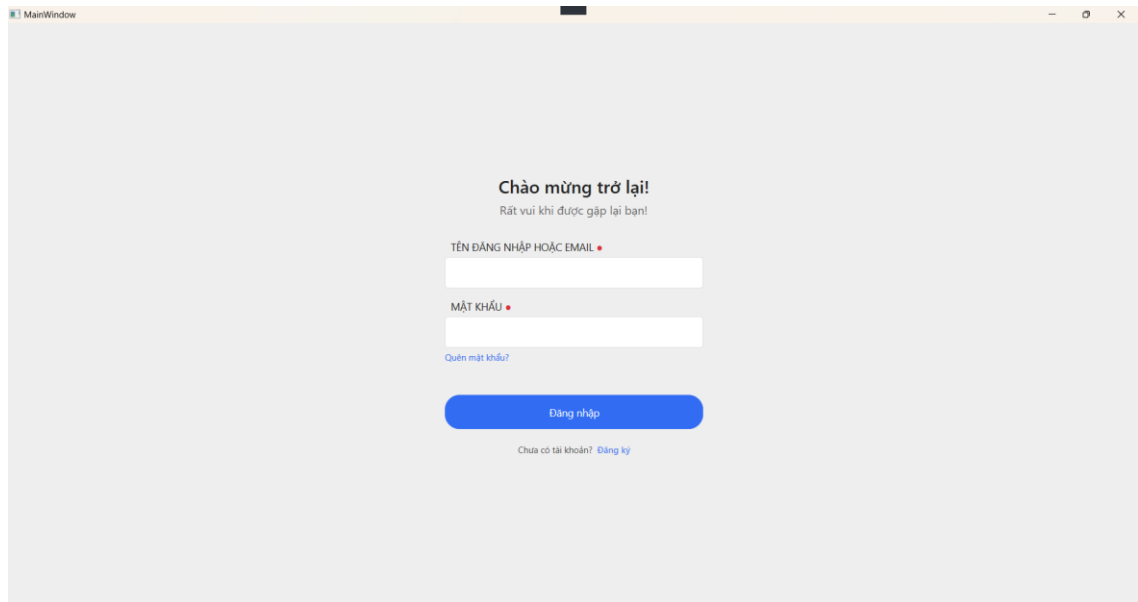 MainWindow
Chào mừng trở lại!
Rất vui khi được gặp lại bạn!
TÊN ĐĂNG NHẬP HOẶC EMAIL
MẬT KHẨU
Quên mật khẩu?
Đăng nhập
Chưa có tài khoản? Đăng ký